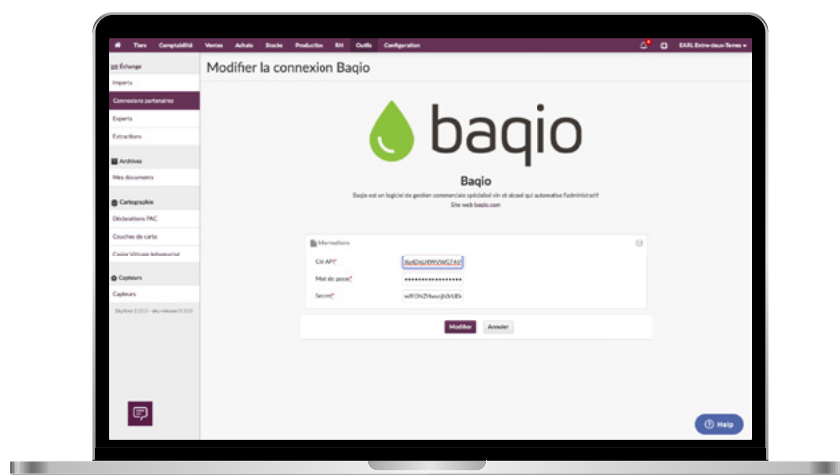 Tiers Comptabilité Ventes Achats Stocks Production RH Outils Configuration EARL Entre-deux-Terres
Échange
Imports
Connexions partenaires
Exports
Extractions
Archives
Mes documents
Cartographie
Déclarations PAC
Couches de carte
Casier Viticole Informatisé
Capteurs
Capteurs
Modifier la connexion Baqio
baqio
Baqio
Baqio est un logiciel de gestion commerciale spécialisé vin et alcool qui automatise l'administratif
Site web baqio.com
Informations
Clé API*
Mot de passe*
Secret*
Modifier Annuler
Help